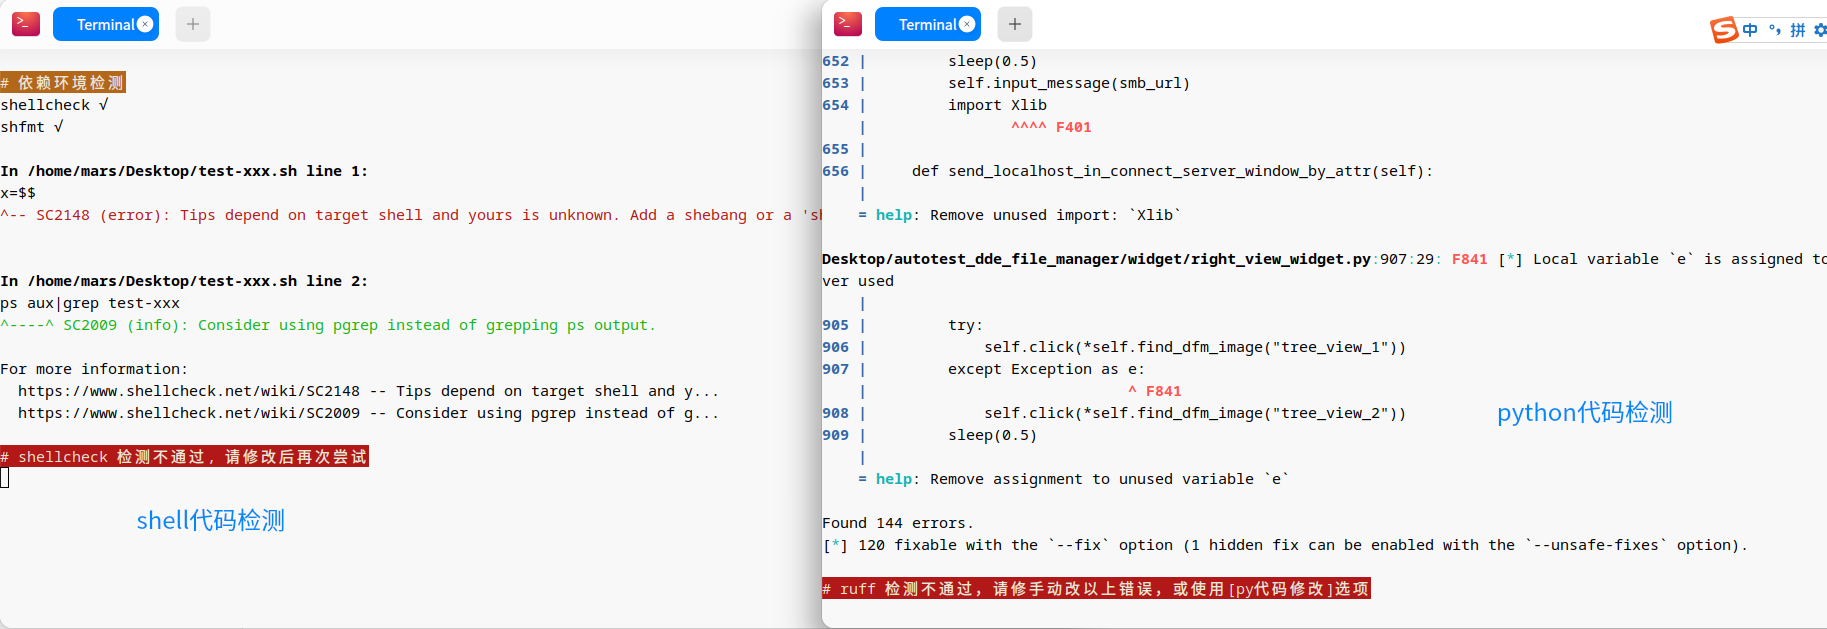 Terminal
# 依赖环境检测
shellcheck √
shfmt √
In /home/mars/Desktop/test-xxx.sh line 1:
x=$$
^-- SC2148 (error): Tips depend on target shell and yours is unknown. Add a shebang or a 's
In /home/mars/Desktop/test-xxx.sh line 2:
ps aux|grep test-xxx
^----^ SC2009 (info): Consider using pgrep instead of grepping ps output.
For more information:
https://www.shellcheck.net/wiki/SC2148 -- Tips depend on target shell and y...
https://www.shellcheck.net/wiki/SC2009 -- Consider using pgrep instead of g...
# shellcheck 检测不通过, 请修改后再次尝试
shell代码检测
Terminal
中 °, 拼
652 | sleep(0.5)
653 | self.input_message(smb_url)
654 | import Xlib
| ^^^^ F401
655 |
656 | def send_localhost_in_connect_server_window_by_attr(self):
|
= help: Remove unused import: `Xlib`
Desktop/autotest_dde_file_manager/widget/right_view_widget.py:907:29: F841 [*] Local variable `e` is assigned to
ver used
|
905 | try:
906 | self.click(*self.find_dfm_image("tree_view_1"))
907 | except Exception as e:
| ^ F841
908 | self.click(*self.find_dfm_image("tree_view_2"))
909 | sleep(0.5)
|
= help: Remove assignment to unused variable `e`
Found 144 errors.
[*] 120 fixable with the `--fix` option (1 hidden fix can be enabled with the `--unsafe-fixes` option).
# ruff 检测不通过，请修手动改以上错误，或使用[py代码修改]选项
python代码检测